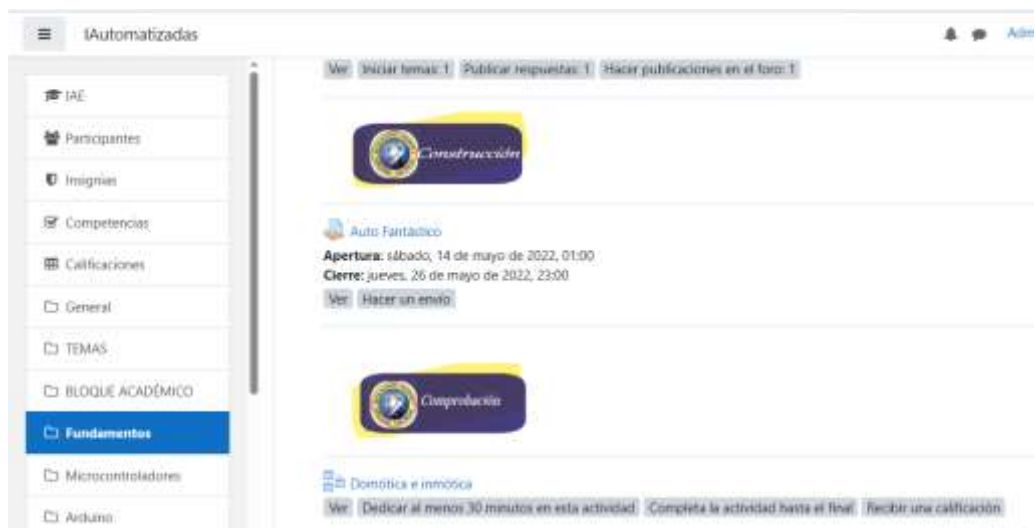 IAutomatizadas
Adm
IAE
Participantes
Insignias
Competencias
Calificaciones
General
TEMAS
BLOQUE ACADÉMICO
Fundamentos
Microcontroladores
Arduino
Ver Iniciar temas: 1 Publicar respuestas: 1 Hacer publicaciones en el foro: 1
Construcción
Auto Fantástico
Apertura: sábado, 14 de mayo de 2022, 01:00
Cierre: jueves, 26 de mayo de 2022, 23:00
Ver Hacer un envío
Comprobación
Domótica e inmótica
Ver Dedicar al menos 30 minutos en esta actividad Completa la actividad hasta el final Recibir una calificación